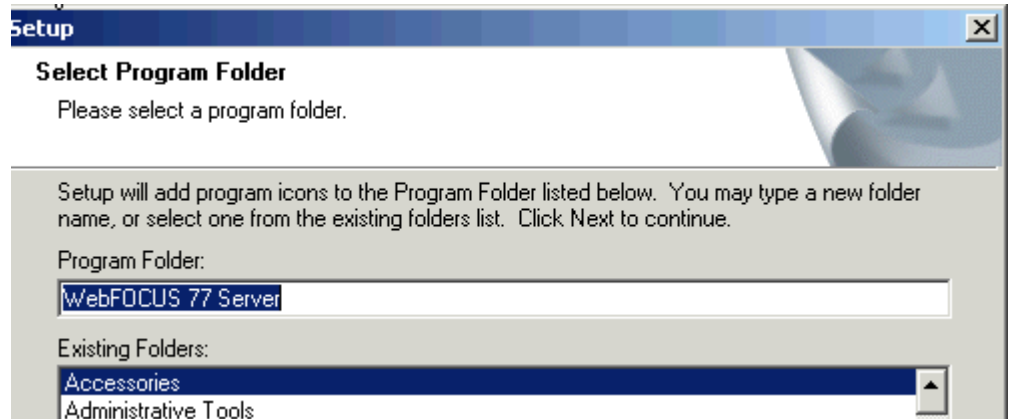 Setup
Select Program Folder
Please select a program folder.
Setup will add program icons to the Program Folder listed below. You may type a new folder
name, or select one from the existing folders list. Click Next to continue.
Program Folder:
WebFOCUS 77 Server
Existing Folders:
Accessories
Administrative Tools